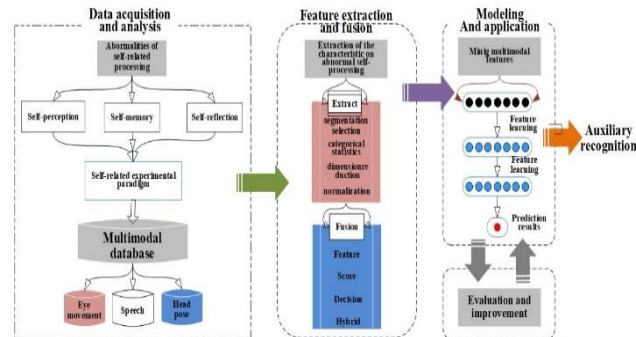 Data acquisition
and analysis
Abormalities of
self-related
processing
Self-perception
Self-memory
Self-reflection
Self-related experimental
paradigm
Multimodal
database
Eye
movement
Speech
Head
pose
Feature extraction
and fusion
Extraction of the
characteristic on
abnormal self-
processing
Extract
segmentation
selection
categorical
statistics
dimensionre
duction
normalization
Fusion
Feature
Score
Decision
Hybrid
Modeling
And application
Minig multimodal
features
Feature
learning
Feature
learning
Prediction
results
Evaluation and
improvement
Auxiliary
recognition